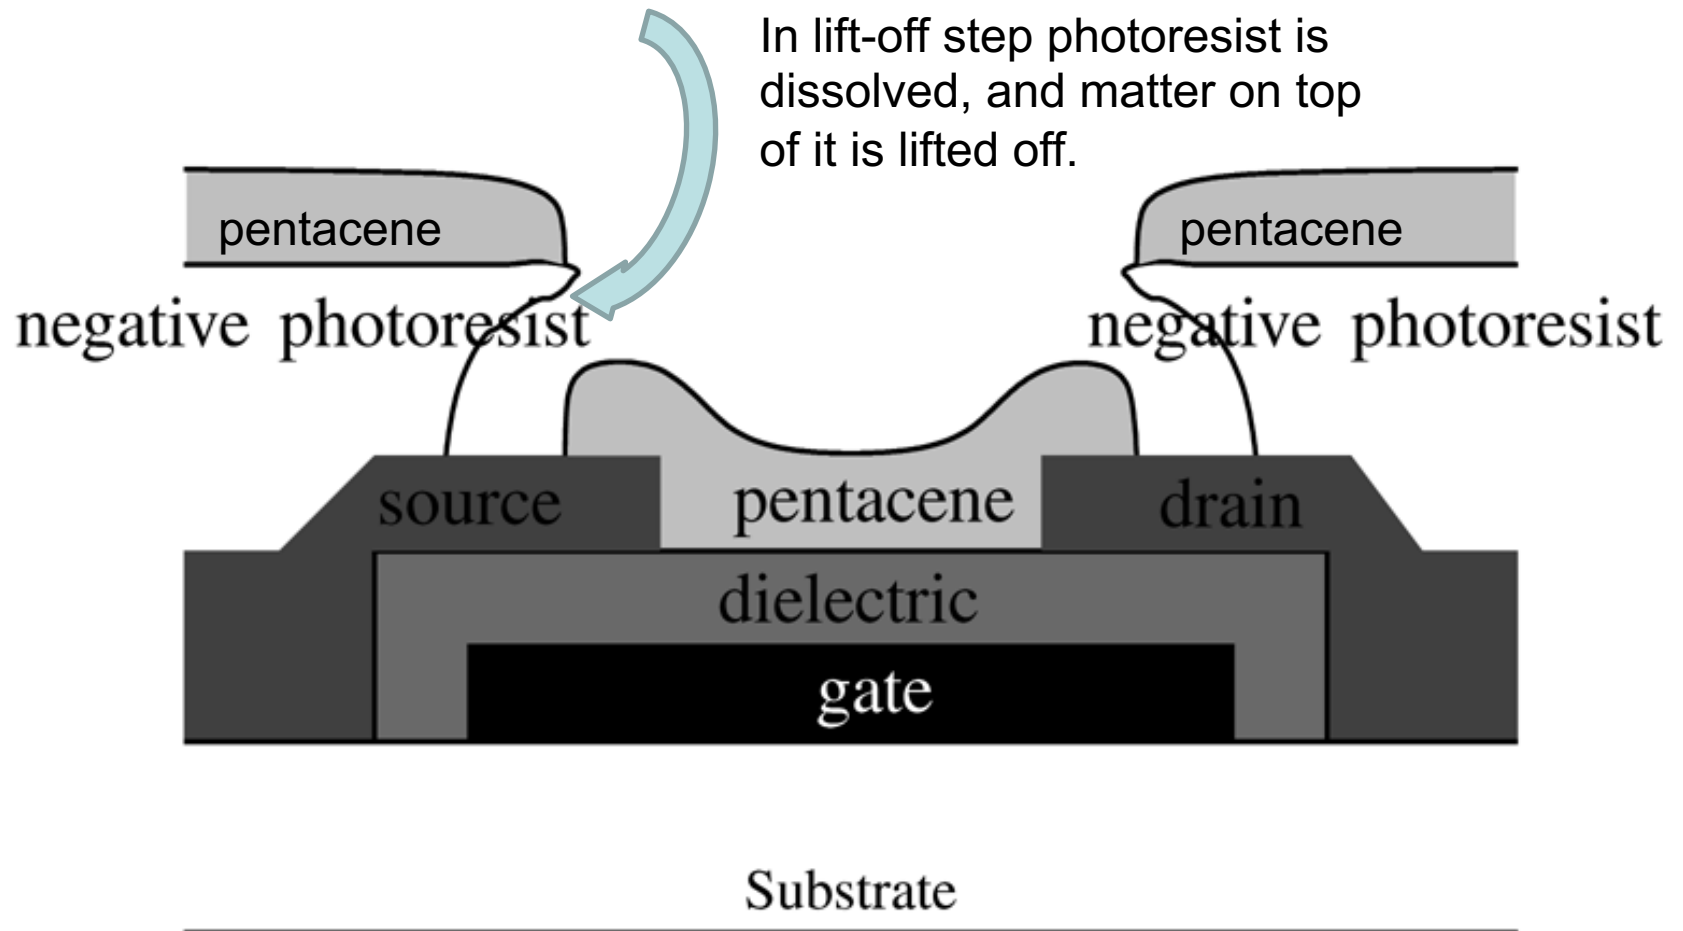 In lift-off step photoresist is
dissolved, and matter on top
of it is lifted off.
pentacene
pentacene
negative photoresist
negative photoresist
source
pentacene
drain
dielectric
gate
Substrate